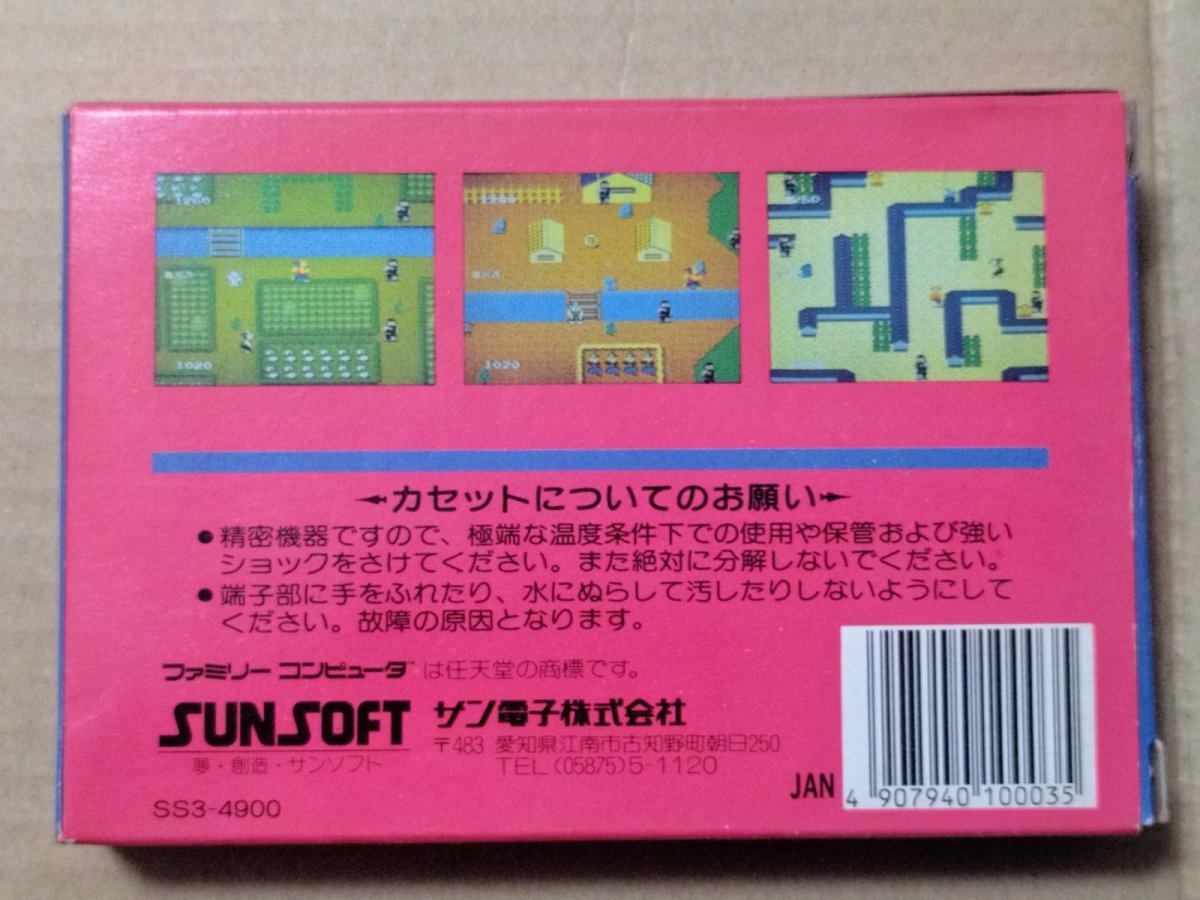 1260
B×3
1020
1260
B×3
1020
1260
カセットについてのお願い
●精密機器ですので、極端な温度条件下での使用や保管および強い
ショックをさけてください。また絶対に分解しないでください。
●端子部に手をふれたり、水にぬらして汚したりしないようにして
ください。故障の原因となります。
ファミリーコンピュータ™は任天堂の商標です。
SUNSOFT サン電子株式会社
〒483 愛知県江南市古知野町朝日250
夢・創造・サンソフト TEL(05875)5-1120
SS3-4900
JAN 4 907940 100035